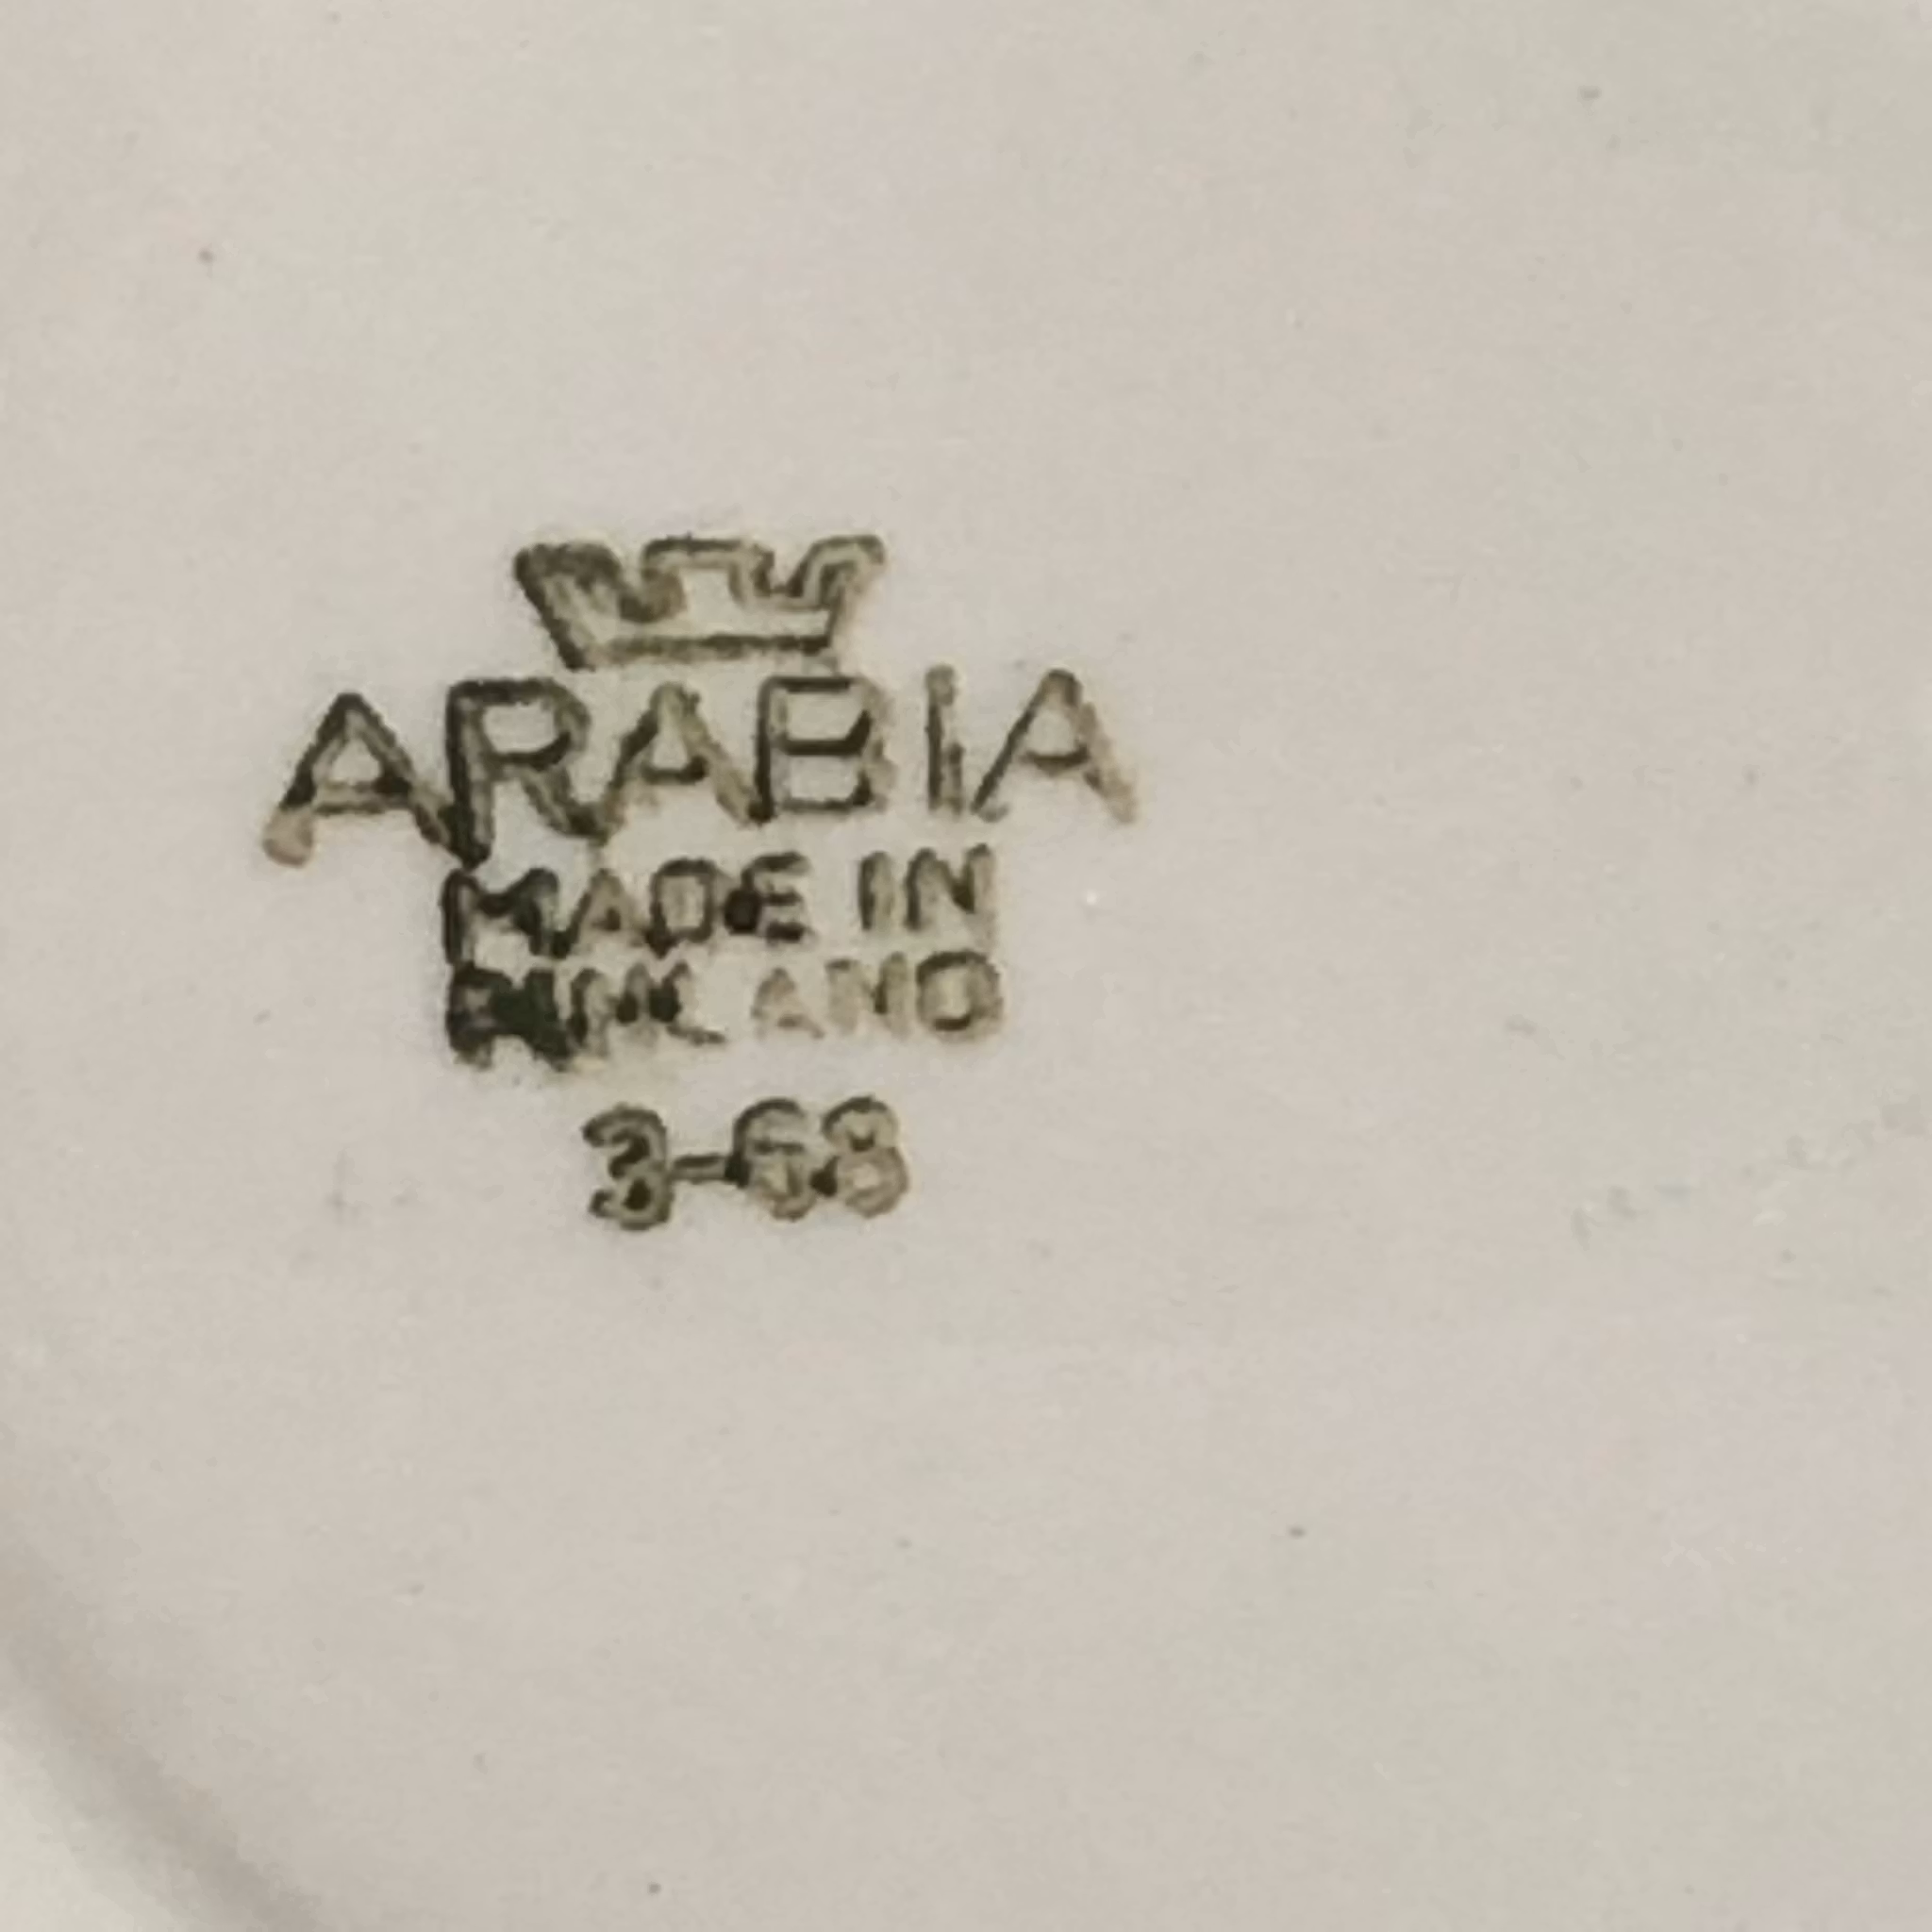 ARABIA
MADE IN
FINLAND
3-68